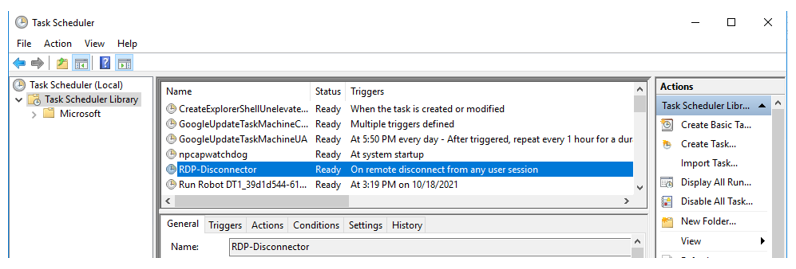 Task Scheduler
File Action View Help
Task Scheduler (Local)
Task Scheduler Library
Microsoft
Name Status Triggers
CreateExplorerShellUnelevate... Ready When the task is created or modified
GoogleUpdateTaskMachineC... Ready Multiple triggers defined
GoogleUpdateTaskMachineUA Ready At 5:50 PM every day - After triggered, repeat every 1 hour for a dur
npcapwatchdog Ready At system startup
RDP-Disconnector Ready On remote disconnect from any user session
Run Robot DT1_39d1d544-61... Ready At 3:19 PM on 10/18/2021
General Triggers Actions Conditions Settings History
Name: RDP-Disconnector
Actions
Task Scheduler Libr...
Create Basic Ta...
Create Task...
Import Task...
Display All Run...
Disable All Task...
New Folder...
View